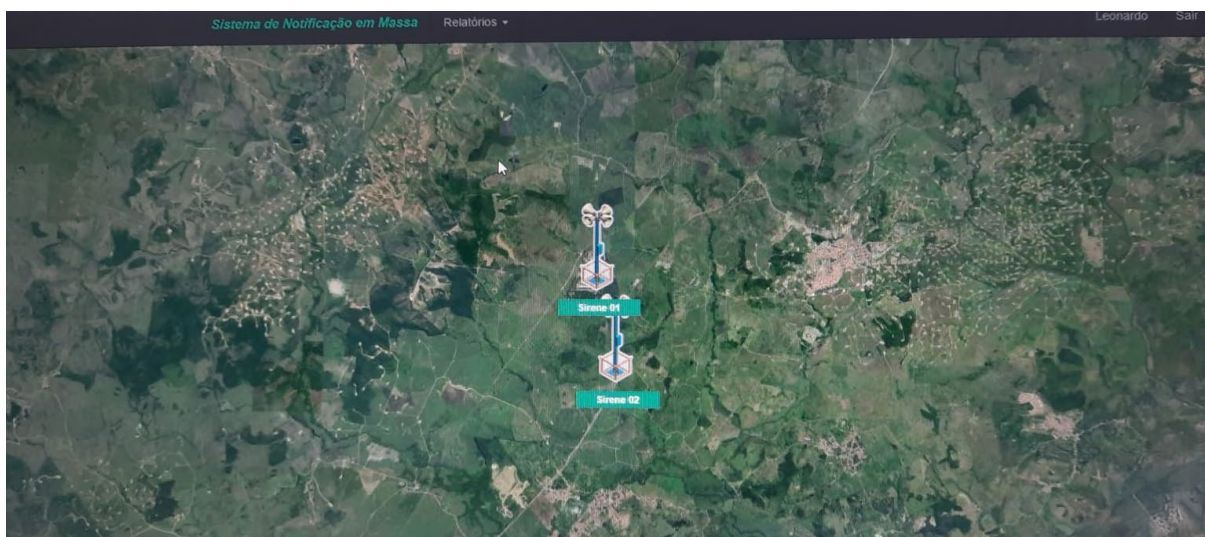 Sistema de Notificação em Massa Relatórios Leonardo Sair
Sirene 01
Sirene 02